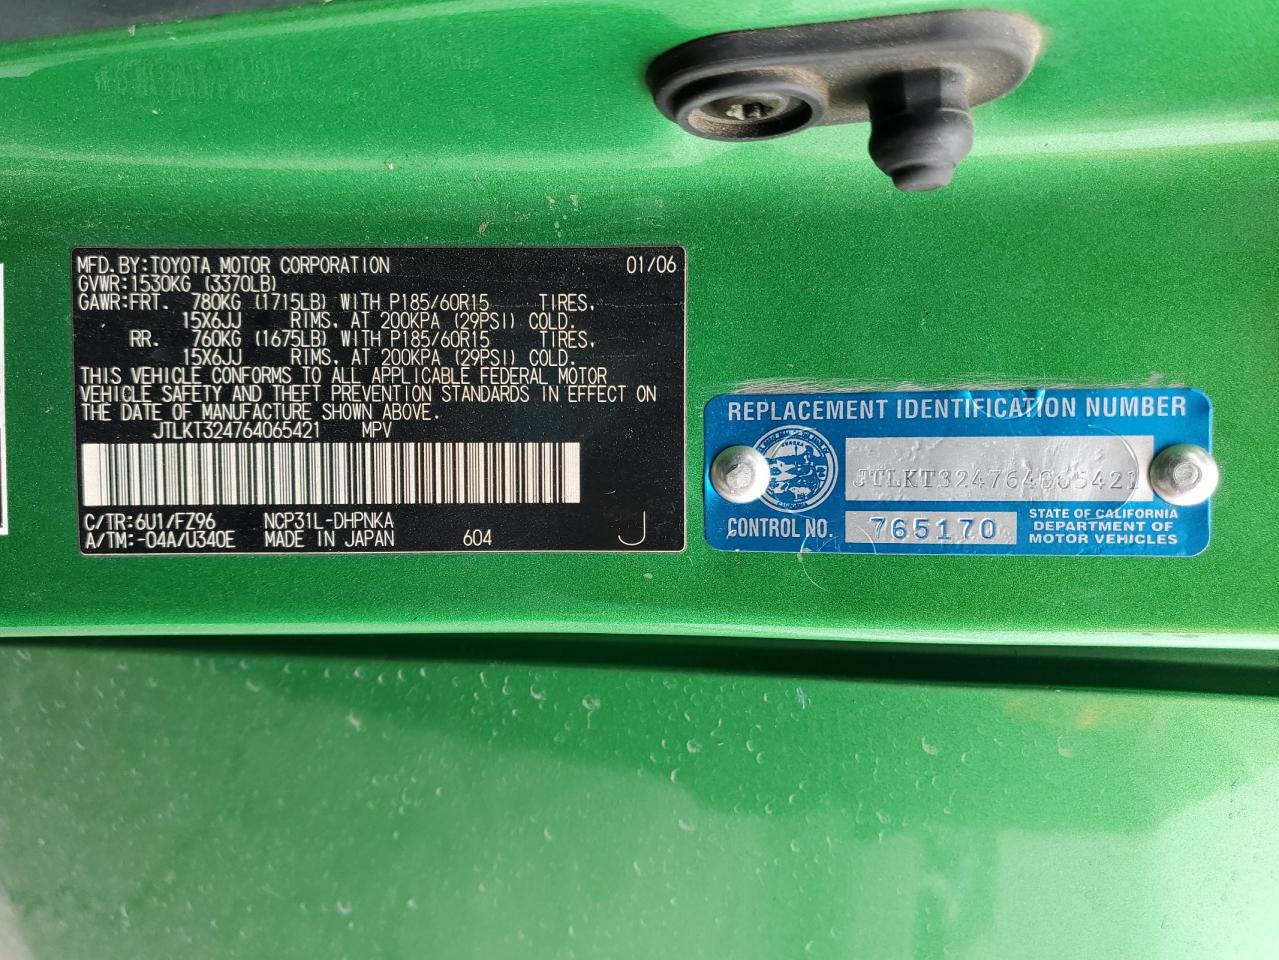 MFD.BY:TOYOTA MOTOR CORPORATION 01/06
GVWR:1530KG (3370LB)
GAWR:FRT. 780KG (1715LB) WITH P185/60R15 TIRES,
15X6JJ RIMS, AT 200KPA (29PSI) COLD.
RR. 760KG (1675LB) WITH P185/60R15 TIRES,
15X6JJ RIMS, AT 200KPA (29PSI) COLD.
THIS VEHICLE CONFORMS TO ALL APPLICABLE FEDERAL MOTOR
VEHICLE SAFETY AND THEFT PREVENTION STANDARDS IN EFFECT ON
THE DATE OF MANUFACTURE SHOWN ABOVE.
JTLKT324764065421 MPV
C/TR:6U1/FZ96 NCP31L-DHPNKA
A/TM:-04A/U340E MADE IN JAPAN 604 J
REPLACEMENT IDENTIFICATION NUMBER
JTLKT324764065421
CONTROL NO. 765170
STATE OF CALIFORNIA
DEPARTMENT OF
MOTOR VEHICLES